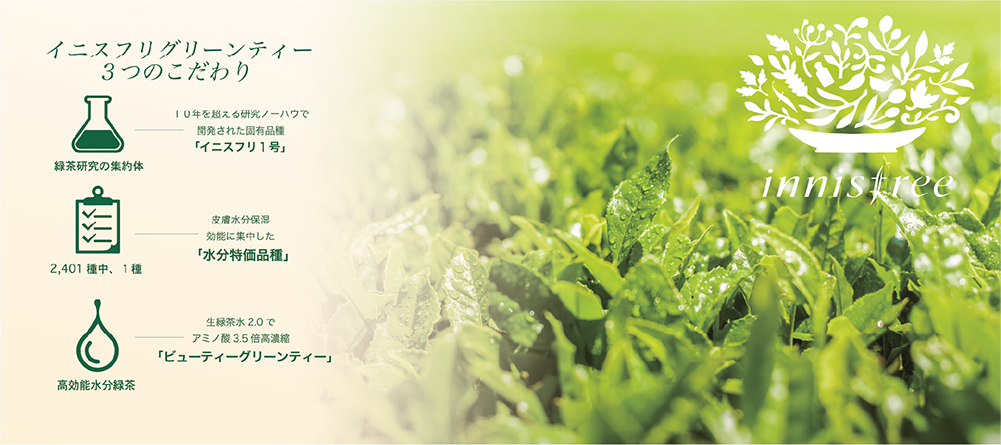 イニスフリグリーンティー
３つのこだわり
１０年を超える研究ノーハウで
開発された固有品種
「イニスフリ１号」
緑茶研究の集約体
皮膚水分保湿
効能に集中した
「水分特価品種」
2,401 種中、１種
生緑茶水 2.0 で
アミノ酸 3.5 倍高濃縮
「ビューティーグリーンティー」
高効能水分緑茶
innisfree